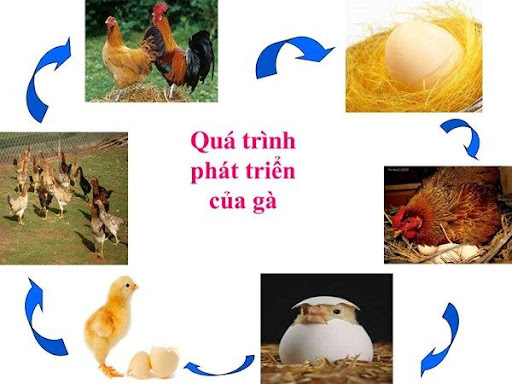 Quá trình
phát triển
của gà